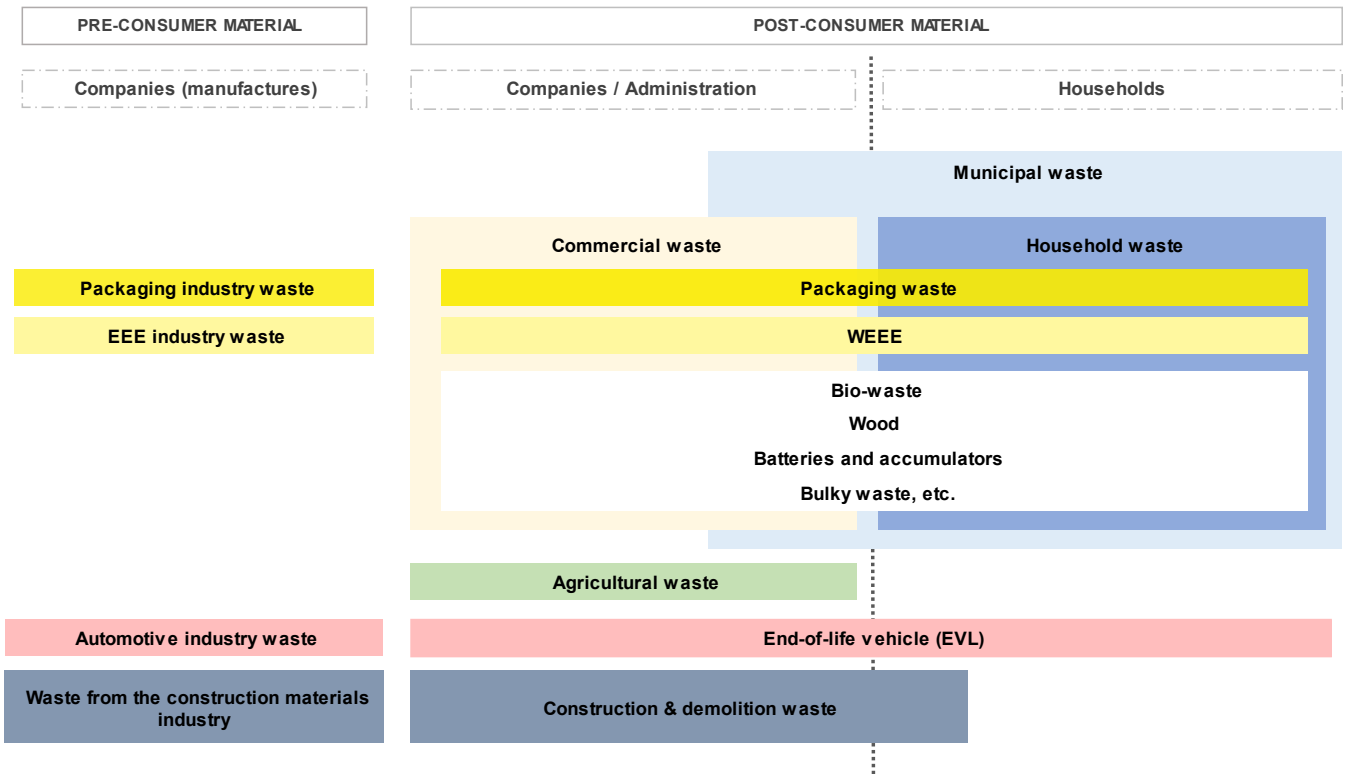 PRE-CONSUMER MATERIAL
POST-CONSUMER MATERIAL
Companies (manufactures)
Companies / Administration
Households
Municipal waste
Commercial waste
Household waste
Packaging industry waste
Packaging waste
EEE industry waste
WEEE
Bio-waste
Wood
Batteries and accumulators
Bulky waste, etc.
Agricultural waste
Automotive industry waste
End-of-life vehicle (EVL)
Waste from the construction materials
industry
Construction & demolition waste